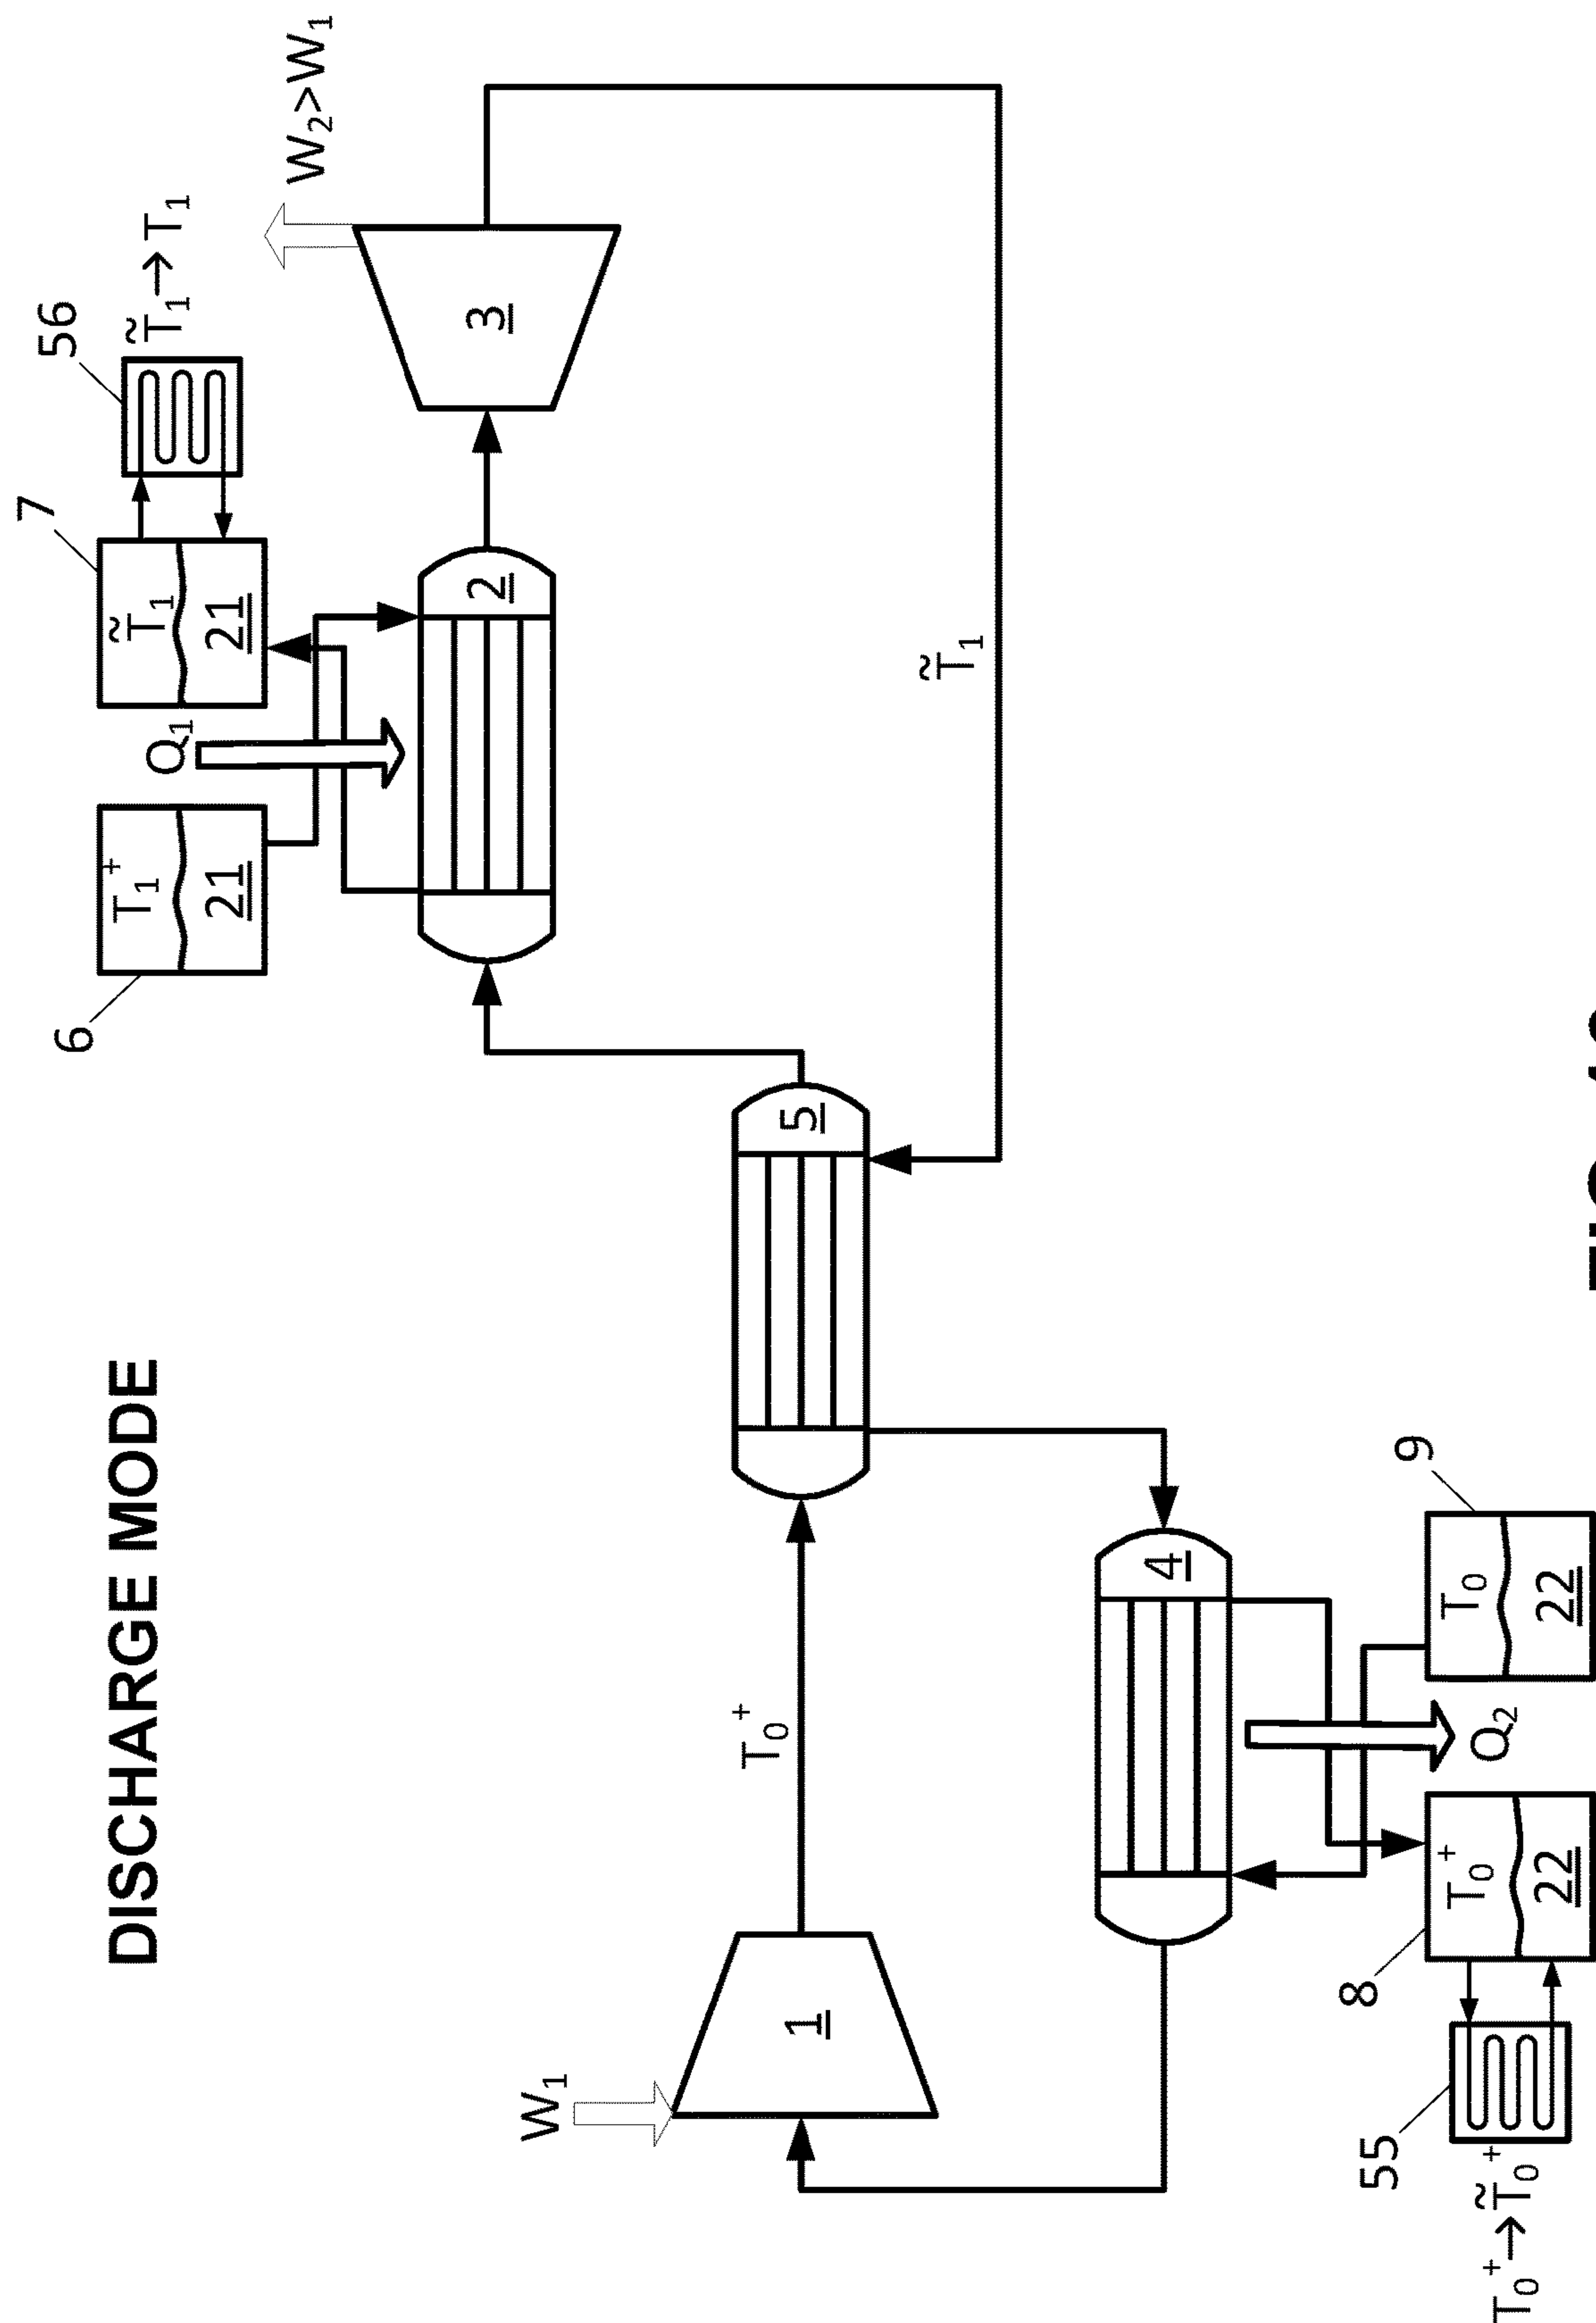 DISCHARGE MODE
6
T₁⁺
21
Q₁
7
T̃₁
21
56
T̃₁→T₁
W₂>W₁
2
3
5
T̃₁
T₀⁺
W₁
1
4
9
T₀
22
Q₂
8
T₀⁺
22
55
T₀⁺→T̃₀⁺